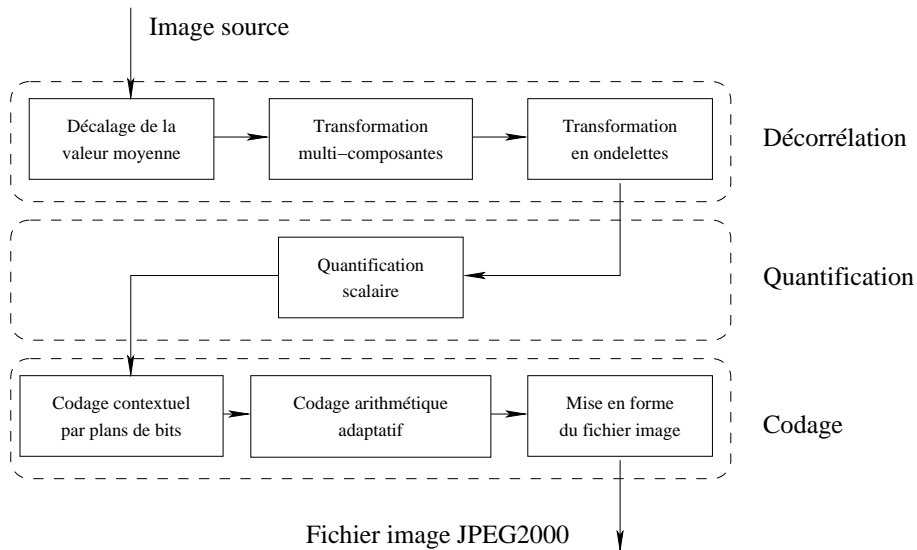 Image source
Décalage de la
valeur moyenne
Transformation
multi−composantes
Transformation
en ondelettes
Décorrélation
Quantification
scalaire
Quantification
Codage contextuel
par plans de bits
Codage arithmétique
adaptatif
Mise en forme
du fichier image
Codage
Fichier image JPEG2000